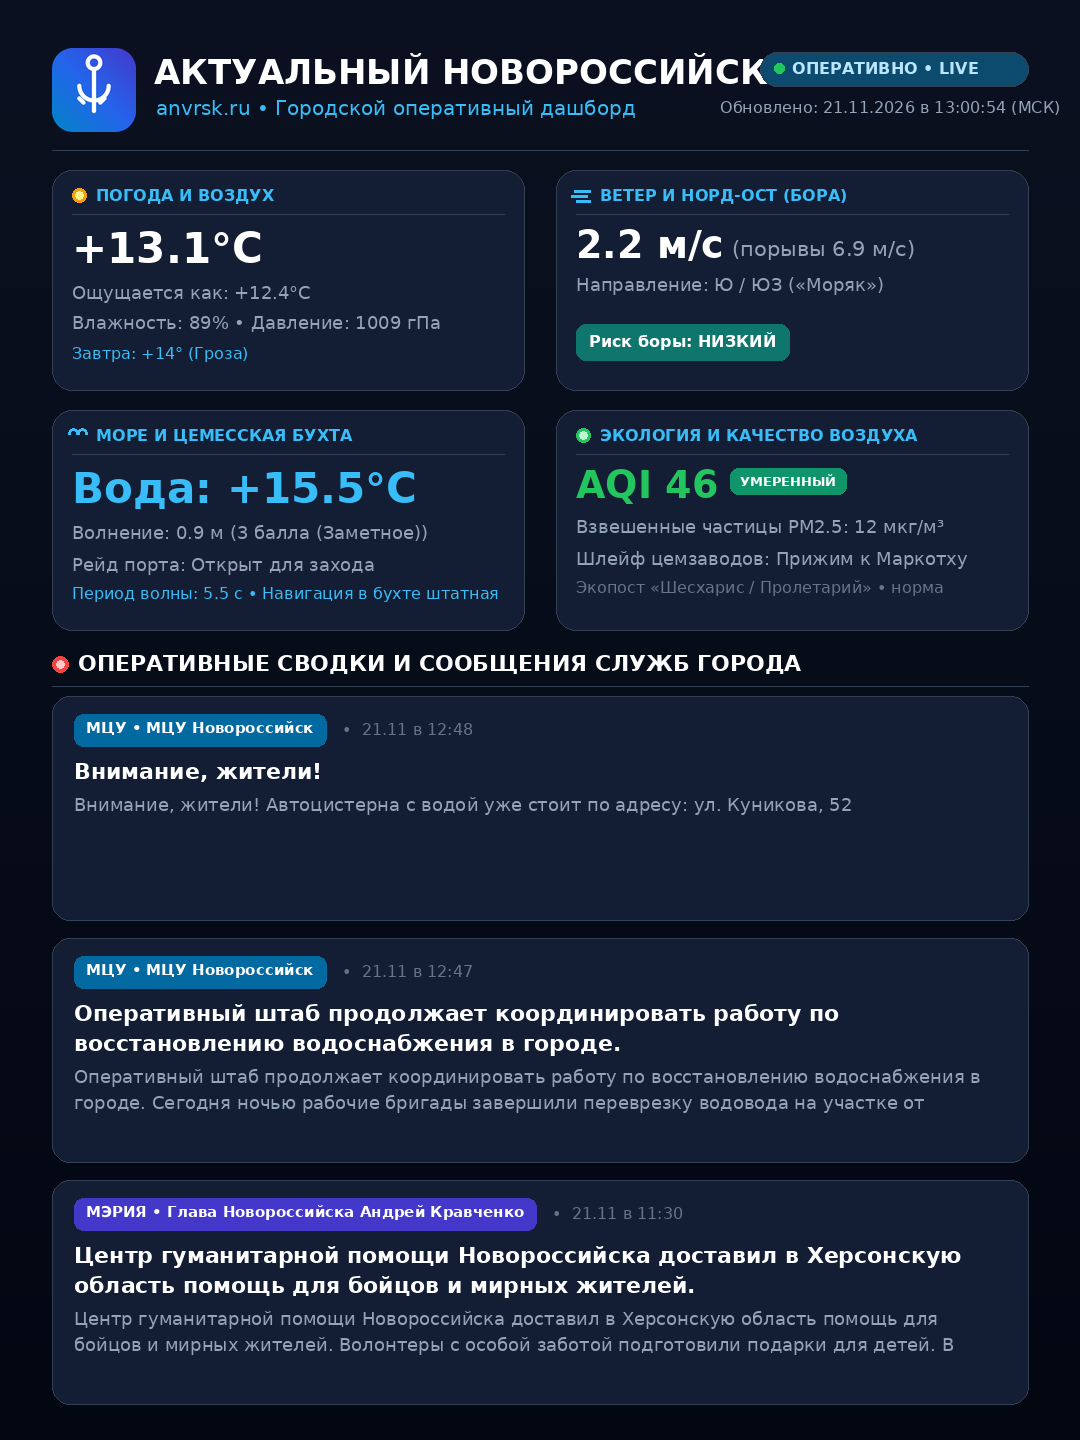 АКТУАЛЬНЫЙ НОВОРОССИЙСК
ОПЕРАТИВНО • LIVE
anvrsk.ru • Городской оперативный дашборд
Обновлено: 21.11.2026 в 13:00:54 (МСК)
ПОГОДА И ВОЗДУХ
+13.1°C
Ощущается как: +12.4°C
Влажность: 89% • Давление: 1009 гПа
Завтра: +14° (Гроза)
ВЕТЕР И НОРД-ОСТ (БОРА)
2.2 м/с (порывы 6.9 м/с)
Направление: Ю / ЮЗ («Моряк»)
Риск боры: НИЗКИЙ
МОРЕ И ЦЕМЕССКАЯ БУХТА
Вода: +15.5°C
Волнение: 0.9 м (3 балла (Заметное))
Рейд порта: Открыт для захода
Период волны: 5.5 с • Навигация в бухте штатная
ЭКОЛОГИЯ И КАЧЕСТВО ВОЗДУХА
AQI 46 УМЕРЕННЫЙ
Взвешенные частицы PM2.5: 12 мкг/м³
Шлейф цемзаводов: Прижим к Маркотху
Экопост «Шесхарис / Пролетарий» • норма
ОПЕРАТИВНЫЕ СВОДКИ И СООБЩЕНИЯ СЛУЖБ ГОРОДА
МЦУ • МЦУ Новороссийск • 21.11 в 12:48
Внимание, жители!
Внимание, жители! Автоцистерна с водой уже стоит по адресу: ул. Куникова, 52
МЦУ • МЦУ Новороссийск • 21.11 в 12:47
Оперативный штаб продолжает координировать работу по
восстановлению водоснабжения в городе.
Оперативный штаб продолжает координировать работу по восстановлению водоснабжения в
городе. Сегодня ночью рабочие бригады завершили переврезку водовода на участке от
МЭРИЯ • Глава Новороссийска Андрей Кравченко • 21.11 в 11:30
Центр гуманитарной помощи Новороссийска доставил в Херсонскую
область помощь для бойцов и мирных жителей.
Центр гуманитарной помощи Новороссийска доставил в Херсонскую область помощь для
бойцов и мирных жителей. Волонтеры с особой заботой подготовили подарки для детей. В